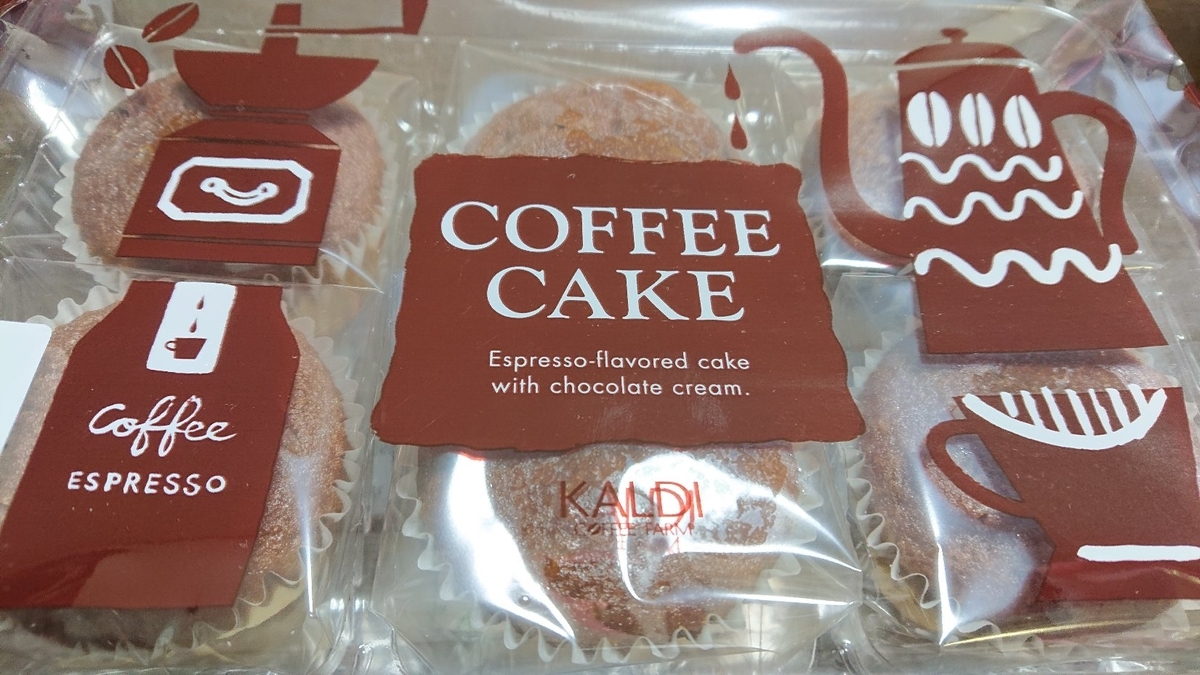 COFFEE
CAKE
Espresso-flavored cake
with chocolate cream.
Coffee
ESPRESSO
KALDI
COFFEE FARM